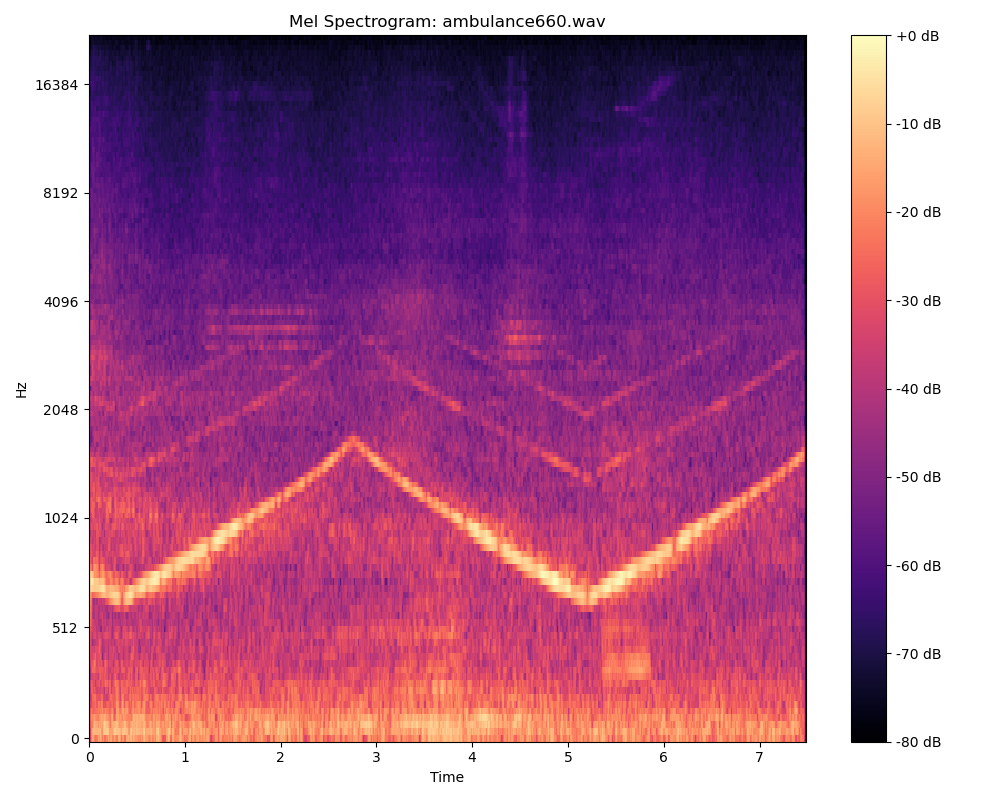 Mel Spectrogram: ambulance660.wav
Hz
16384
8192
4096
2048
1024
512
0
0 1 2 3 4 5 6 7
Time
+0 dB
-10 dB
-20 dB
-30 dB
-40 dB
-50 dB
-60 dB
-70 dB
-80 dB